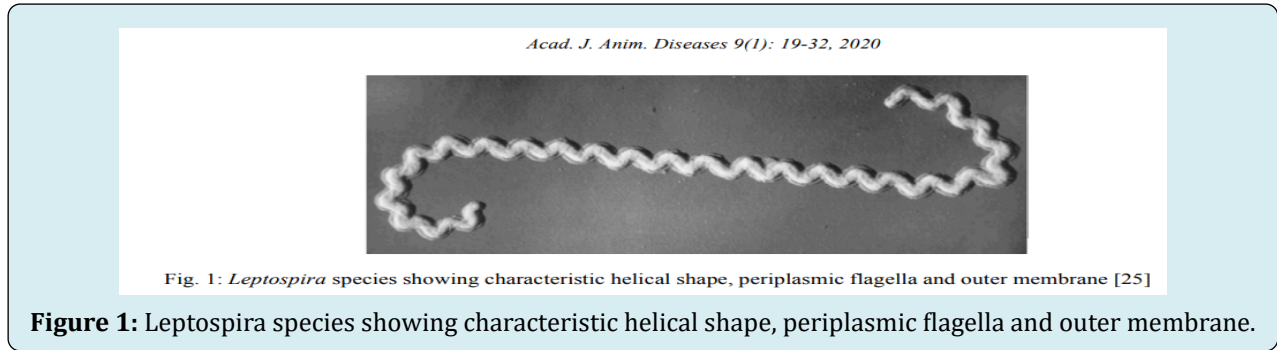 Acad. J. Anim. Diseases 9(1): 19-32, 2020
Fig. 1: Leptospira species showing characteristic helical shape, periplasmic flagella and outer membrane [25]
Figure 1: Leptospira species showing characteristic helical shape, periplasmic flagella and outer membrane.